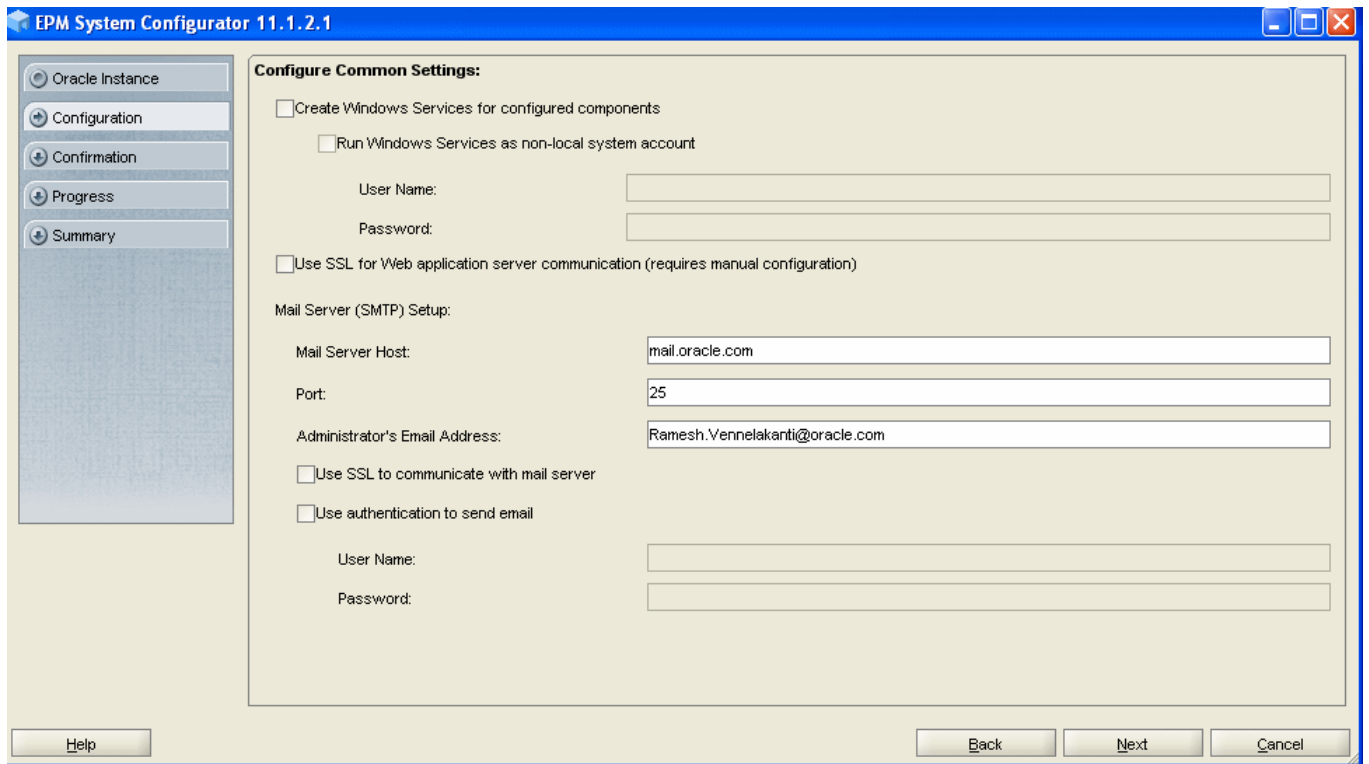 EPM System Configurator 11.1.2.1
Oracle Instance
Configuration
Confirmation
Progress
Summary
Configure Common Settings:
Create Windows Services for configured components
Run Windows Services as non-local system account
User Name:
Password:
Use SSL for Web application server communication (requires manual configuration)
Mail Server (SMTP) Setup:
Mail Server Host: mail.oracle.com
Port: 25
Administrator's Email Address: Ramesh.Vennelakanti@oracle.com
Use SSL to communicate with mail server
Use authentication to send email
User Name:
Password:
Help Back Next Cancel